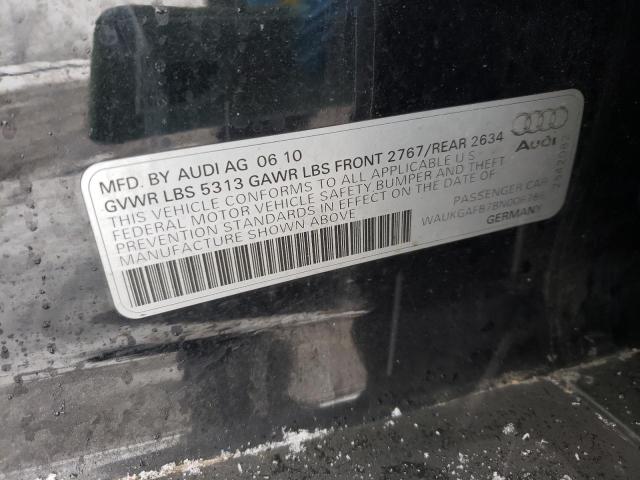 MFD. BY AUDI AG 06 10
GVWR LBS 5313 GAWR LBS FRONT 2767/REAR 2634
THIS VEHICLE CONFORMS TO ALL APPLICABLE U S
FEDERAL MOTOR VEHICLE SAFETY, BUMPER AND THEFT
PREVENTION STANDARDS IN EFFECT ON THE DATE OF
MANUFACTURE SHOWN ABOVE
PASSENGER CAR
GERMANY
Audi